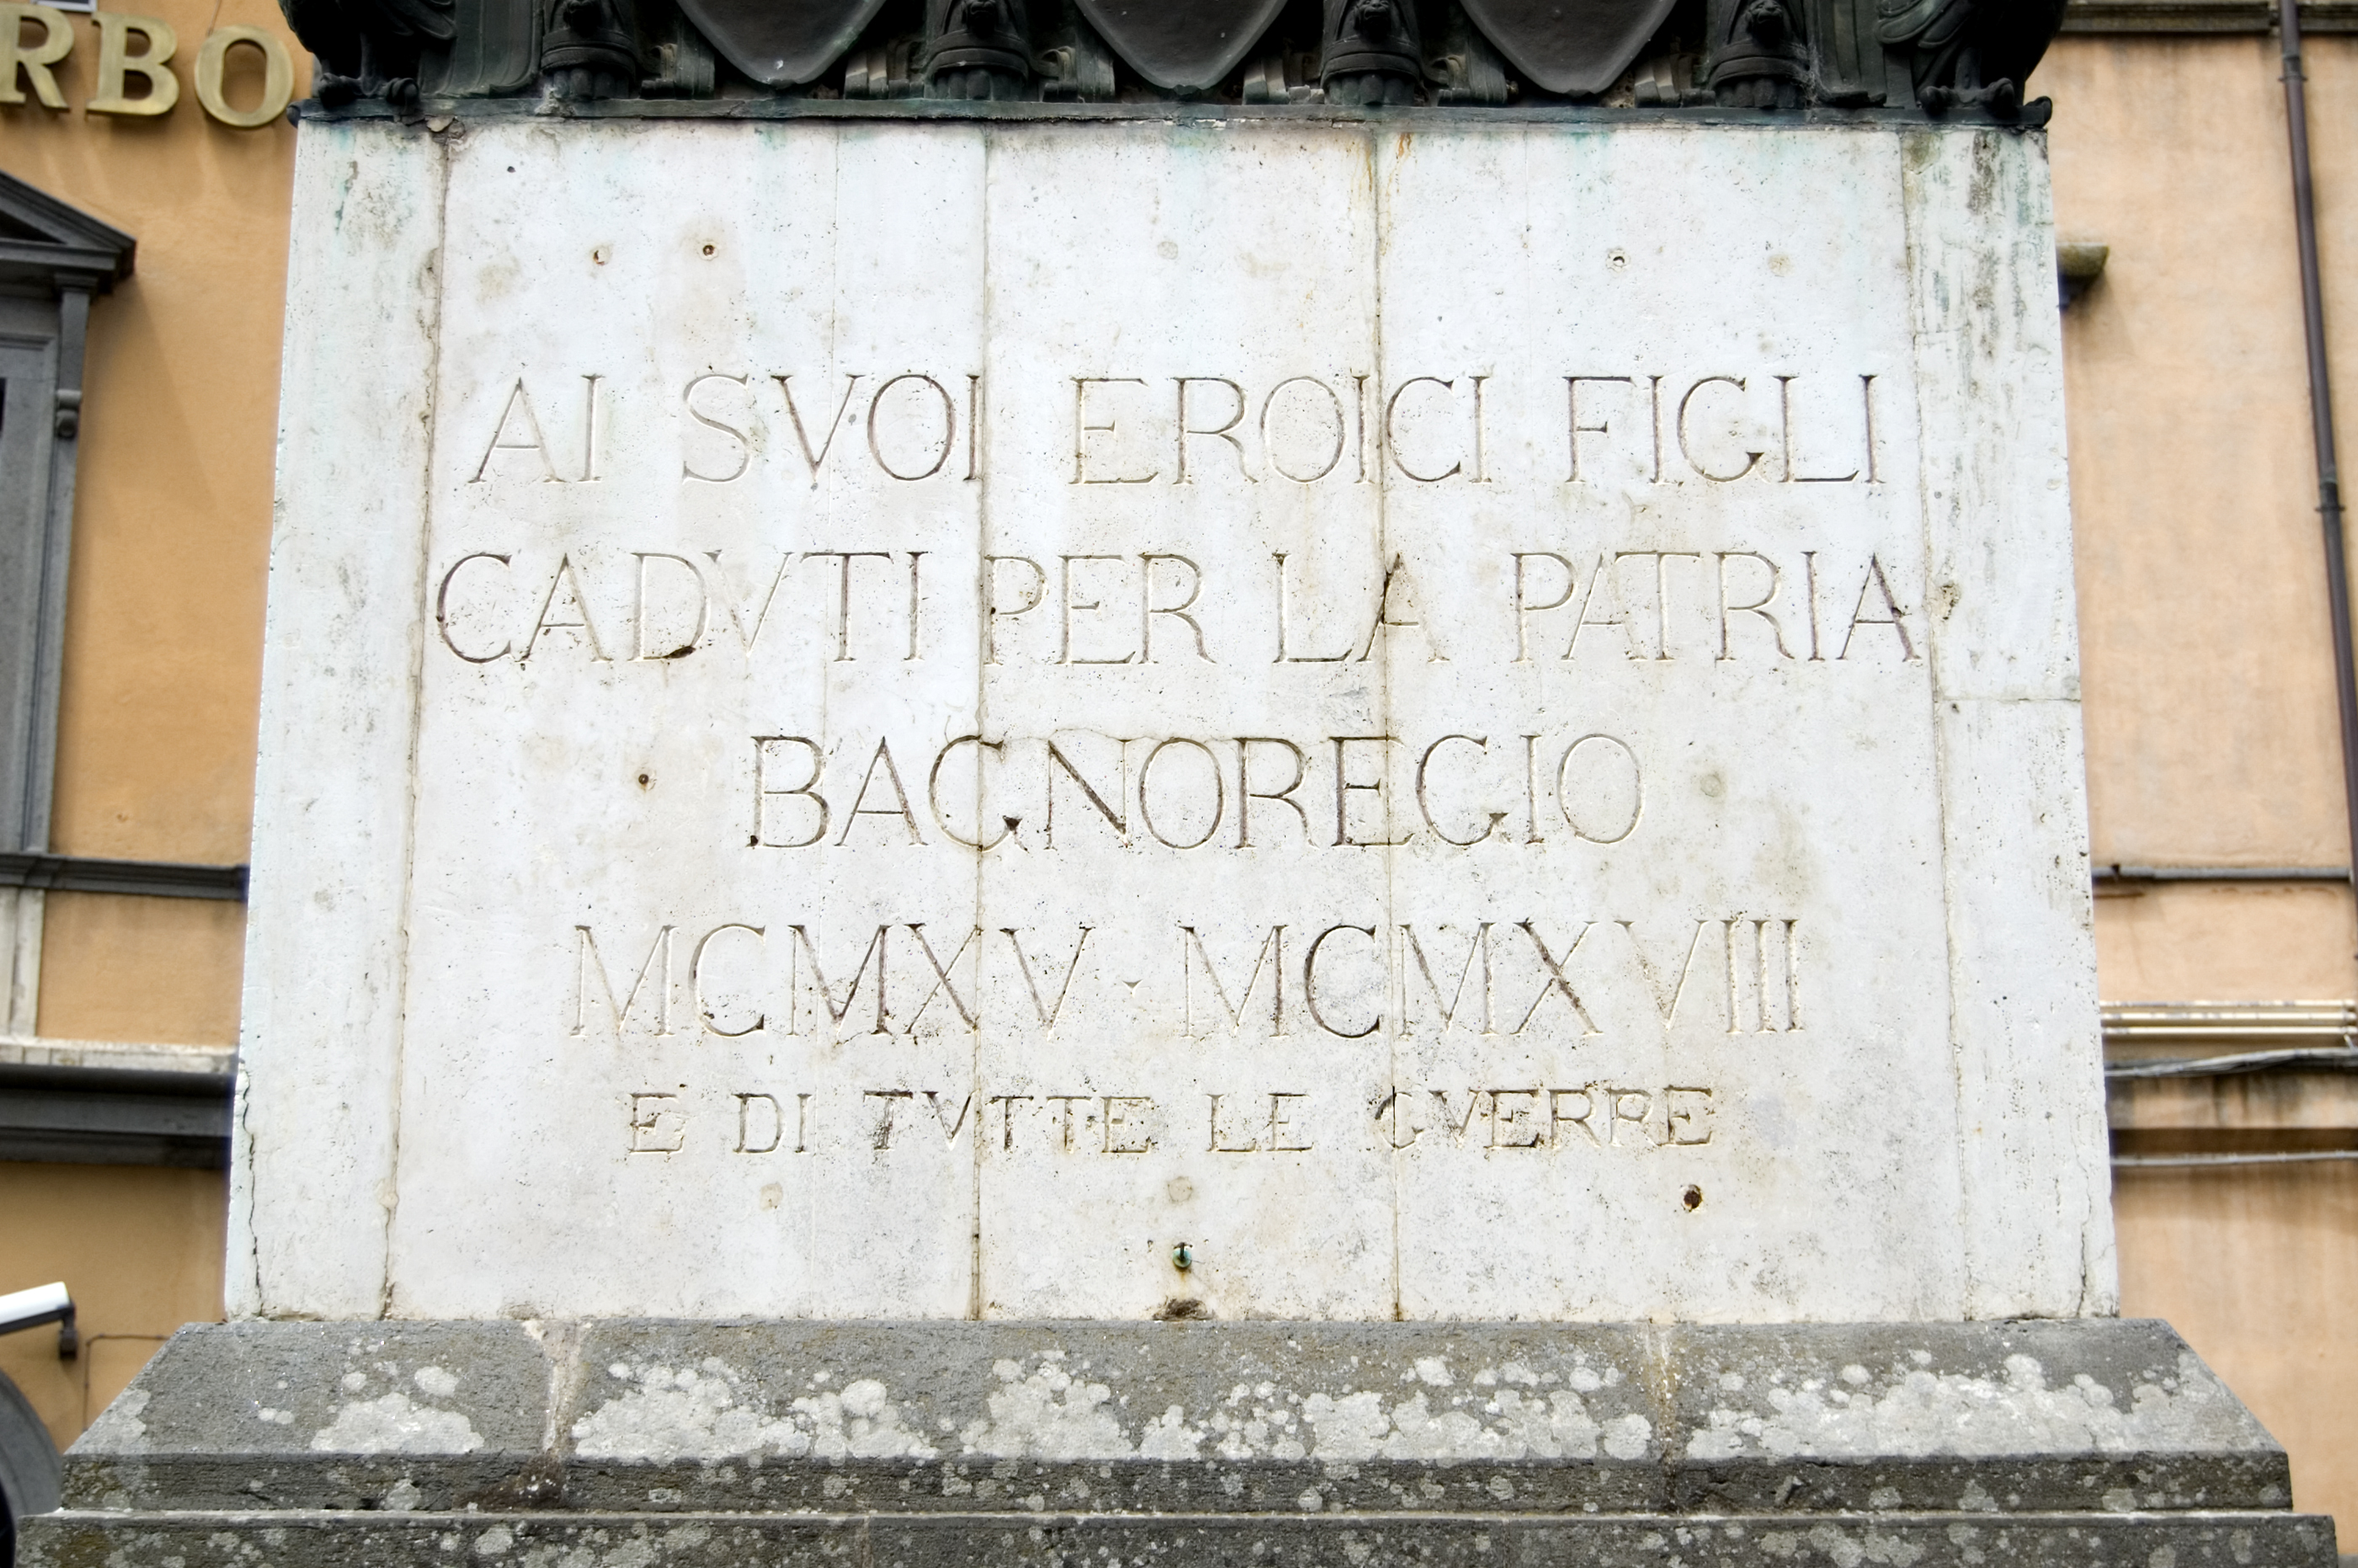 RBO
AI SVOI EROICI FIGLI
CADVTI PER LA PATRIA
BAGNOREGIO
MCMXV · MCMXVIII
E DI TVTTE LE GVERRE